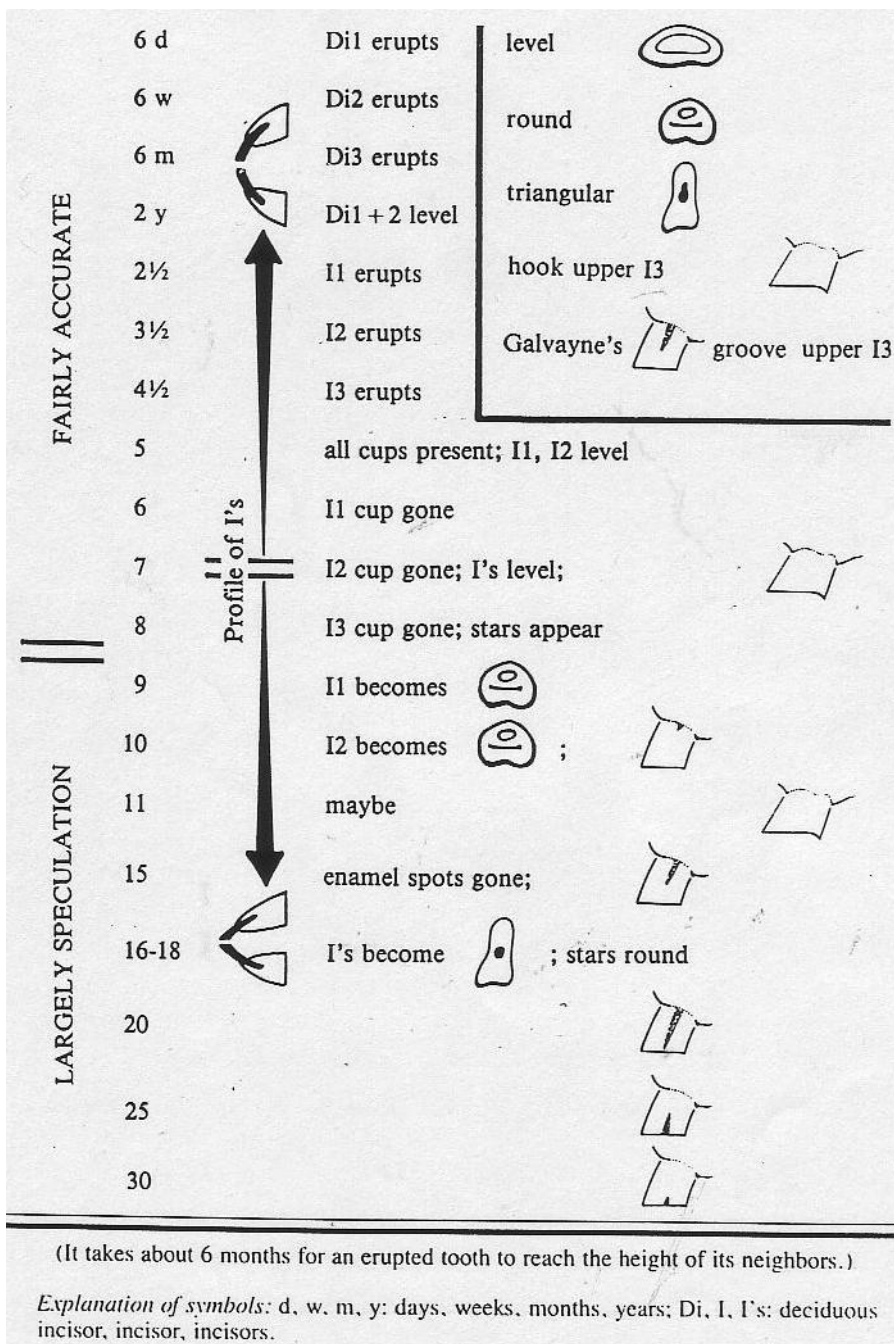 6 d Di1 erupts
6 w Di2 erupts
6 m Di3 erupts
2 y Di1 + 2 level
2½ I1 erupts
3½ I2 erupts
4½ I3 erupts
5 all cups present; I1, I2 level
6 I1 cup gone
7 I2 cup gone; I's level;
8 I3 cup gone; stars appear
9 I1 becomes
10 I2 becomes ;
11 maybe
15 enamel spots gone;
16-18 I's become ; stars round
20
25
30
FAIRLY ACCURATE
LARGELY SPECULATION
Profile of I's
level
round
triangular
hook upper I3
Galvayne's groove upper I3
(It takes about 6 months for an erupted tooth to reach the height of its neighbors.)
Explanation of symbols: d, w, m, y: days, weeks, months, years; Di, I, I's: deciduous
incisor, incisor, incisors.